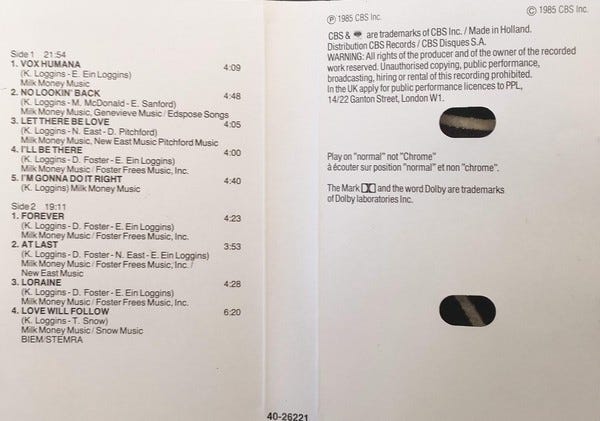 Side 1 21:54
1. VOX HUMANA 4:09
(K. Loggins - E. Ein Loggins)
Milk Money Music
2. NO LOOKIN' BACK 4:48
(K. Loggins - M. McDonald - E. Sanford)
Milk Money Music, Genevieve Music / Edspose Songs
3. LET THERE BE LOVE 4:05
(K. Loggins - N. East - D. Pitchford)
Milk Money Music, New East Music Pitchford Music
4. I'LL BE THERE 4:00
(K. Loggins - D. Foster - E. Ein Loggins)
Milk Money Music / Foster Frees Music, Inc.
5. I'M GONNA DO IT RIGHT 4:40
(K. Loggins) Milk Money Music
Side 2 19:11
1. FOREVER 4:23
(K. Loggins - D. Foster - E. Ein Loggins)
Milk Money Music / Foster Frees Music, Inc.
2. AT LAST 3:53
(K. Loggins - D. Foster - N. East - E. Ein Loggins)
Milk Money Music / Foster Frees Music, Inc. /
New East Music
3. LORAINE 4:28
(K. Loggins - D. Foster - E. Ein Loggins)
Milk Money Music / Foster Frees Music, Inc.
4. LOVE WILL FOLLOW 6:20
(K. Loggins - T. Snow)
Milk Money Music / Snow Music
BIEM/STEMRA
40-26221
℗ 1985 CBS Inc. © 1985 CBS Inc.
CBS & are trademarks of CBS Inc. / Made in Holland.
Distribution CBS Records / CBS Disques S.A.
WARNING: All rights of the producer and of the owner of the recorded
work reserved. Unauthorised copying, public performance,
broadcasting, hiring or rental of this recording prohibited.
In the UK apply for public performance licences to PPL,
14/22 Ganton Street, London W1.
Play on "normal" not "Chrome"
à écouter sur position "normal" et non "chrome".
The Mark and the word Dolby are trademarks
of Dolby laboratories Inc.